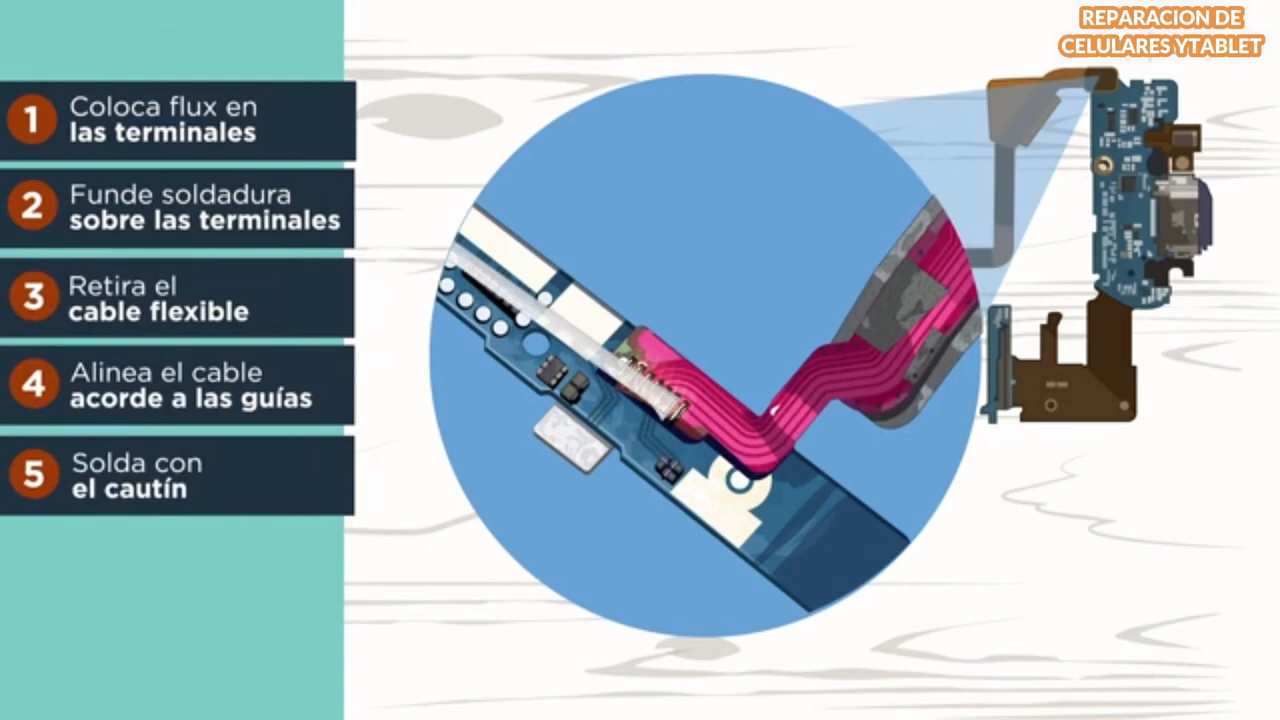 REPARACION DE
CELULARES YTABLET
1 Coloca flux en
las terminales
2 Funde soldadura
sobre las terminales
3 Retira el
cable flexible
4 Alinea el cable
acorde a las guías
5 Solda con
el cautín